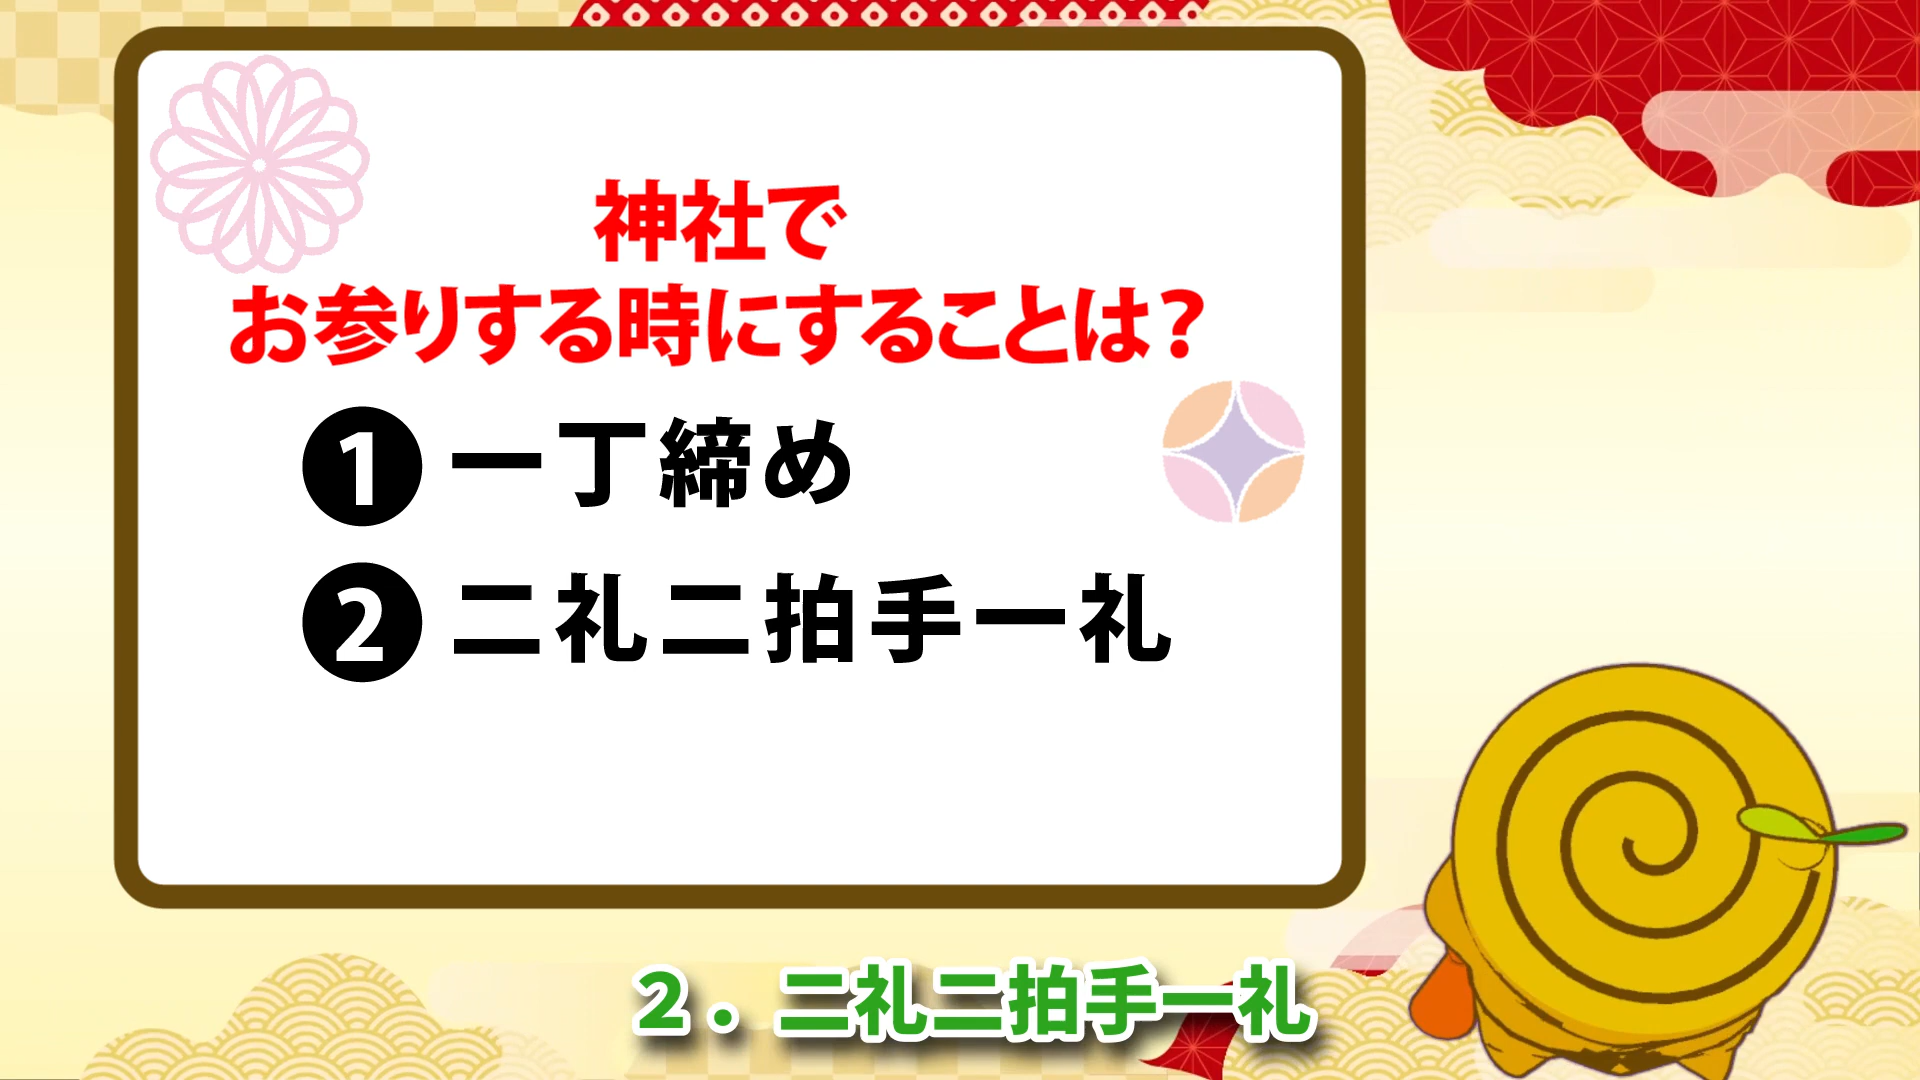 神社で
お参りする時にすることは？
❶一丁締め
❷二礼二拍手一礼
２．二礼二拍手一礼